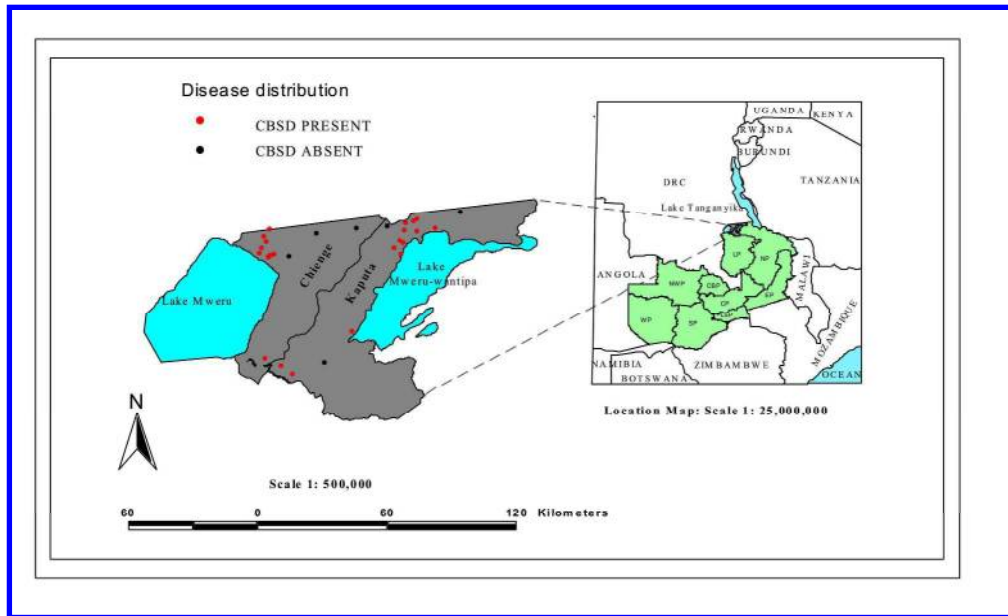 Disease distribution
CBSD PRESENT
CBSD ABSENT
Chienge
Kaputa
Lake Mweru
Lake
Mweru-wantipa
N
Scale 1: 500,000
60 0 60 120 Kilometers
UGANDA
KENYA
RWANDA
BURUNDI
DRC
TANZANIA
Lake Tanganyika
ANGOLA
LP
NP
NWP
CBP
CP
EP
MALAWI
WP
SP
MOZAMBIQUE
NAMIBIA
ZIMBAMBWE
BOTSWANA
OCEAN
Location Map: Scale 1: 25,000,000